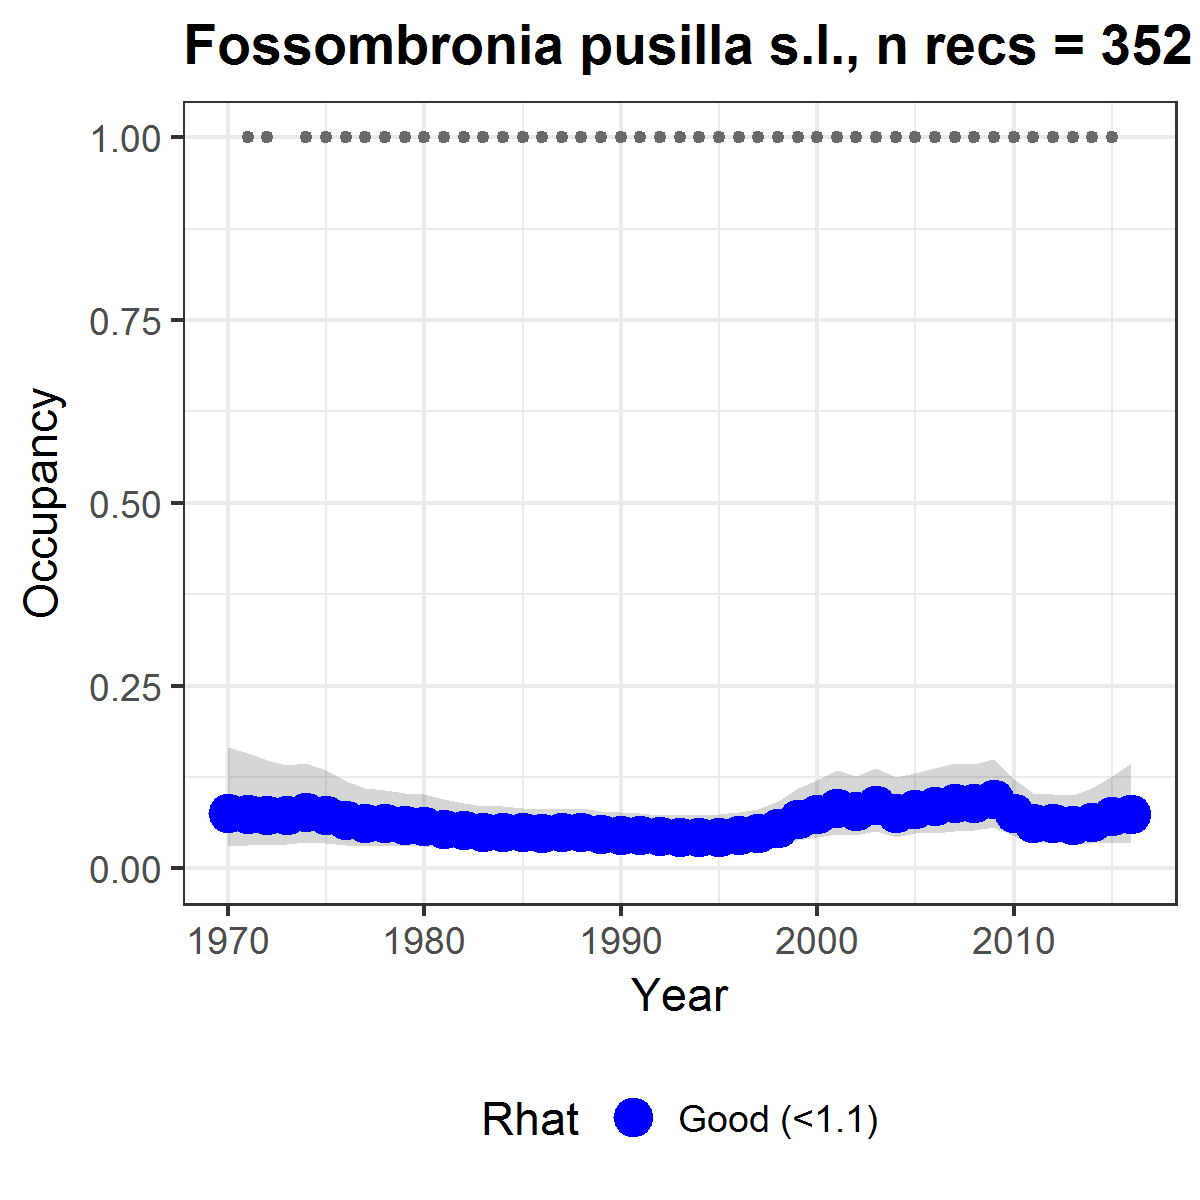 Fossombronia pusilla s.l., n recs = 352
1.00
0.75
0.50
0.25
0.00
Occupancy
1970 1980 1990 2000 2010
Year
Rhat Good (<1.1)